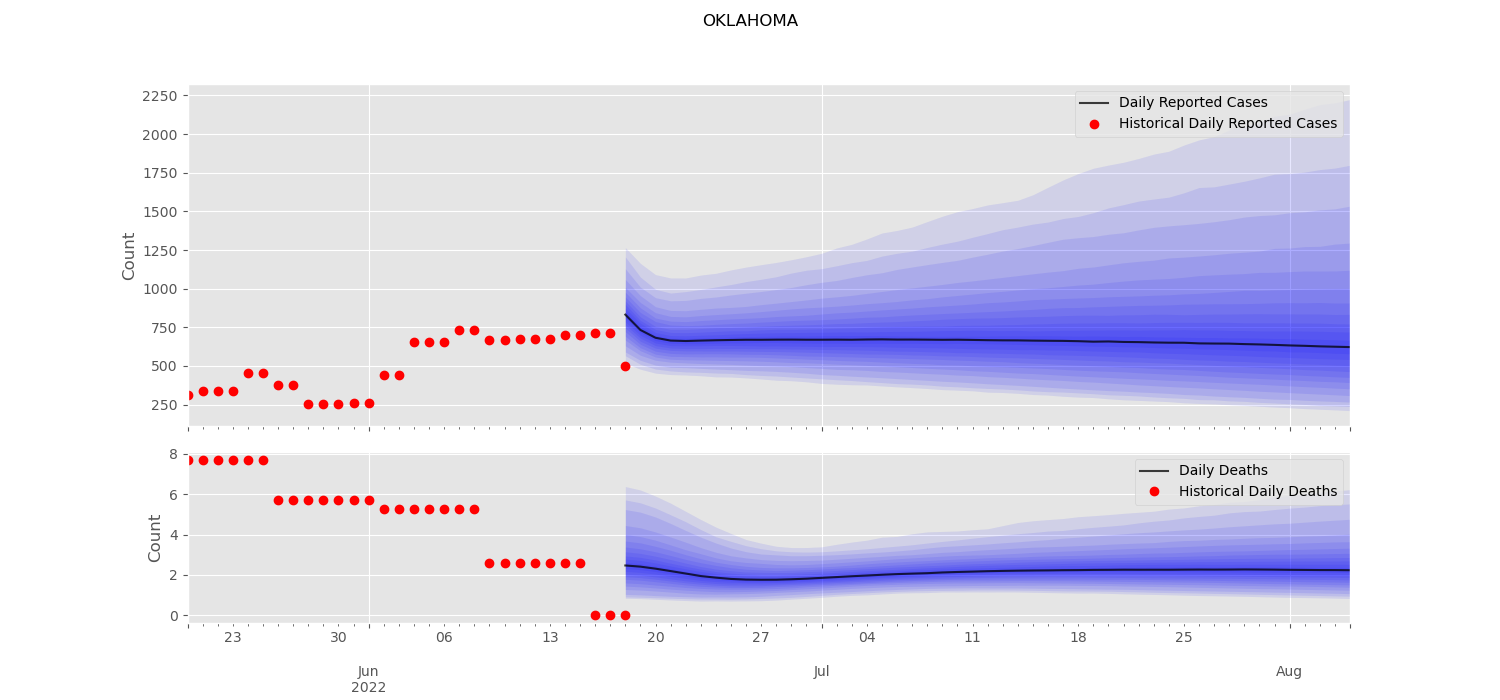 OKLAHOMA
2250
2000
1750
1500
1250
1000
750
500
250
Count
Daily Reported Cases
Historical Daily Reported Cases
8
6
4
2
0
Count
Daily Deaths
Historical Daily Deaths
23 30 06 13 20 27 04 11 18 25
Jun Jul Aug
2022